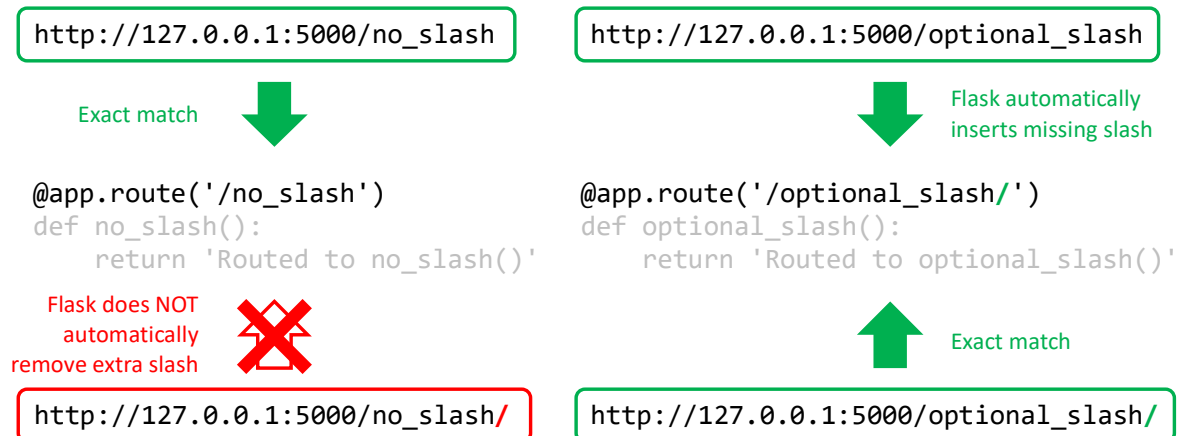 http://127.0.0.1:5000/no_slash
Exact match
@app.route('/no_slash')
def no_slash():
    return 'Routed to no_slash()'
Flask does NOT
automatically
remove extra slash
http://127.0.0.1:5000/no_slash/
http://127.0.0.1:5000/optional_slash
Flask automatically
inserts missing slash
@app.route('/optional_slash/')
def optional_slash():
    return 'Routed to optional_slash()'
Exact match
http://127.0.0.1:5000/optional_slash/